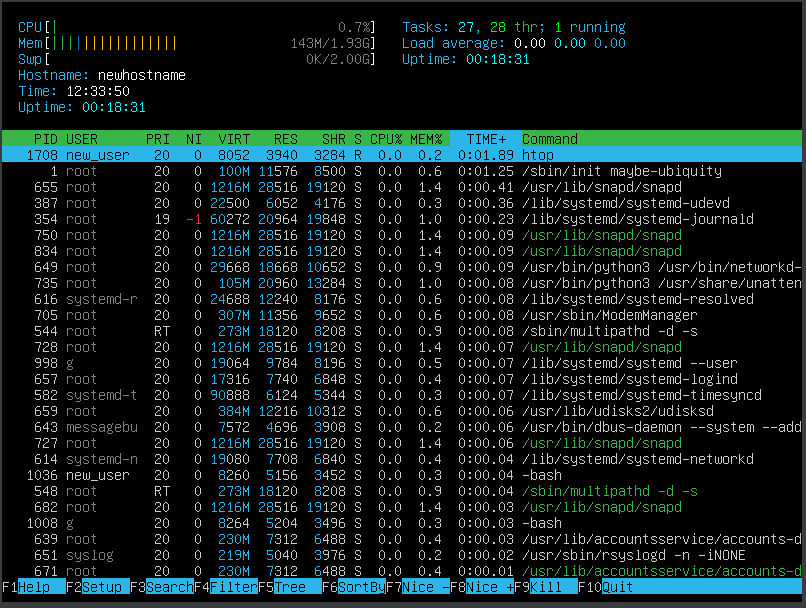 CPU[| 0.7%] Tasks: 27, 28 thr; 1 running
Mem[|||||||||||||||| 143M/1.93G] Load average: 0.00 0.00 0.00
Swp[ 0K/2.00G] Uptime: 00:18:31
Hostname: newhostname
Time: 12:33:50
Uptime: 00:18:31
PID USER PRI NI VIRT RES SHR S CPU% MEM% TIME+ Command
1708 new_user 20 0 8052 3940 3284 R 0.0 0.2 0:01.89 htop
1 root 20 0 100M 11576 8500 S 0.0 0.6 0:01.25 /sbin/init maybe-ubiquity
655 root 20 0 1216M 28516 19120 S 0.0 1.4 0:00.41 /usr/lib/snapd/snapd
387 root 20 0 22500 6052 4176 S 0.0 0.3 0:00.36 /lib/systemd/systemd-udevd
354 root 19 -1 60272 20964 19848 S 0.0 1.0 0:00.23 /lib/systemd/systemd-journald
750 root 20 0 1216M 28516 19120 S 0.0 1.4 0:00.09 /usr/lib/snapd/snapd
834 root 20 0 1216M 28516 19120 S 0.0 1.4 0:00.09 /usr/lib/snapd/snapd
649 root 20 0 29668 18668 10652 S 0.0 0.9 0:00.08 /usr/bin/python3 /usr/bin/networkd-
735 root 20 0 105M 20960 13284 S 0.0 1.0 0:00.08 /usr/bin/python3 /usr/share/unatten
616 systemd-r 20 0 24688 12240 8176 S 0.0 0.6 0:00.08 /lib/systemd/systemd-resolved
705 root 20 0 307M 11356 9652 S 0.0 0.6 0:00.08 /usr/sbin/ModemManager
544 root RT 0 273M 18120 8208 S 0.0 0.9 0:00.08 /sbin/multipathd -d -s
728 root 20 0 1216M 28516 19120 S 0.0 1.4 0:00.07 /usr/lib/snapd/snapd
998 g 20 0 19064 9784 8196 S 0.0 0.5 0:00.07 /lib/systemd/systemd --user
657 root 20 0 17316 7740 6848 S 0.0 0.4 0:00.07 /lib/systemd/systemd-logind
582 systemd-t 20 0 90888 6124 5344 S 0.0 0.3 0:00.07 /lib/systemd/systemd-timesyncd
659 root 20 0 384M 12216 10312 S 0.0 0.6 0:00.06 /usr/lib/udisks2/udisksd
643 messagebu 20 0 7572 4696 3908 S 0.0 0.2 0:00.06 /usr/bin/dbus-daemon --system --add
727 root 20 0 1216M 28516 19120 S 0.0 1.4 0:00.06 /usr/lib/snapd/snapd
614 systemd-n 20 0 19080 7708 6840 S 0.0 0.4 0:00.04 /lib/systemd/systemd-networkd
1036 new_user 20 0 8260 5156 3452 S 0.0 0.3 0:00.04 -bash
548 root RT 0 273M 18120 8208 S 0.0 0.9 0:00.04 /sbin/multipathd -d -s
682 root 20 0 1216M 28516 19120 S 0.0 1.4 0:00.03 /usr/lib/snapd/snapd
1008 g 20 0 8264 5204 3496 S 0.0 0.3 0:00.03 -bash
639 root 20 0 230M 7312 6488 S 0.0 0.4 0:00.03 /usr/lib/accountsservice/accounts-d
651 syslog 20 0 219M 5040 3976 S 0.0 0.2 0:00.02 /usr/sbin/rsyslogd -n -iNONE
671 root 20 0 230M 7312 6488 S 0.0 0.4 0:00.01 /usr/lib/accountsservice/accounts-d
F1Help F2Setup F3SearchF4FilterF5Tree F6SortByF7Nice -F8Nice +F9Kill F10Quit